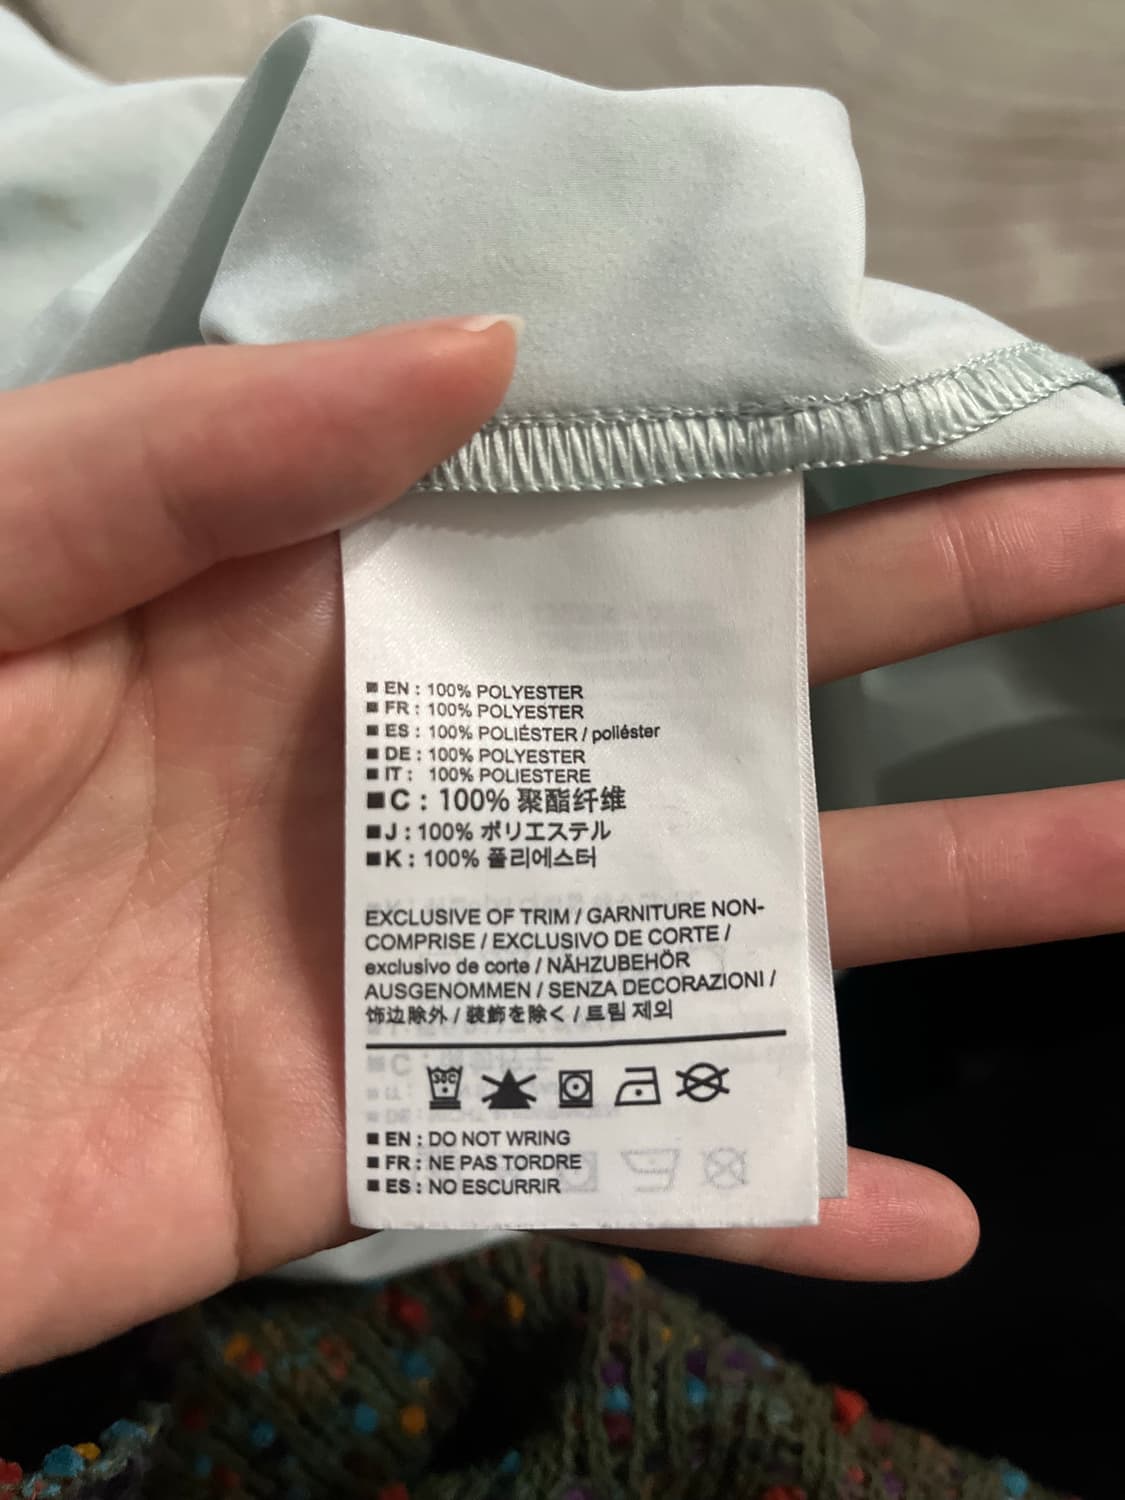 ■ EN : 100% POLYESTER
■ FR : 100% POLYESTER
■ ES : 100% POLIÉSTER / poliéster
■ DE : 100% POLYESTER
■ IT : 100% POLIESTERE
■ C : 100% 聚酯纤维
■ J : 100% ポリエステル
■ K : 100% 폴리에스터
EXCLUSIVE OF TRIM / GARNITURE NON-
COMPRISE / EXCLUSIVO DE CORTE /
exclusivo de corte / NÄHZUBEHÖR
AUSGENOMMEN / SENZA DECORAZIONI /
饰边除外 / 装飾を除く / 트림 제외
30C
■ EN : DO NOT WRING
■ FR : NE PAS TORDRE
■ ES : NO ESCURRIR